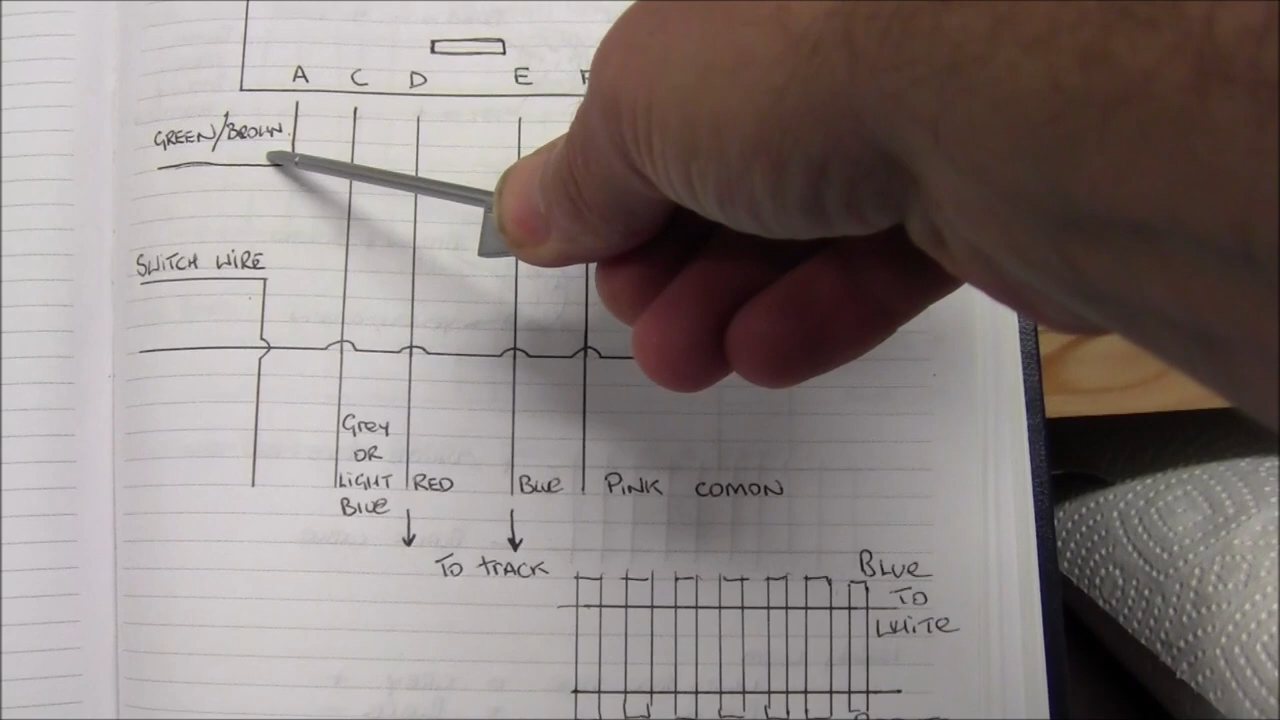 A C D E F
GREEN/BROWN.
SWITCH WIRE
Grey
OR
LIGHT
BLUE
RED
BLUE
PINK COMON
TO TRACK
BLUE
TO
WHITE